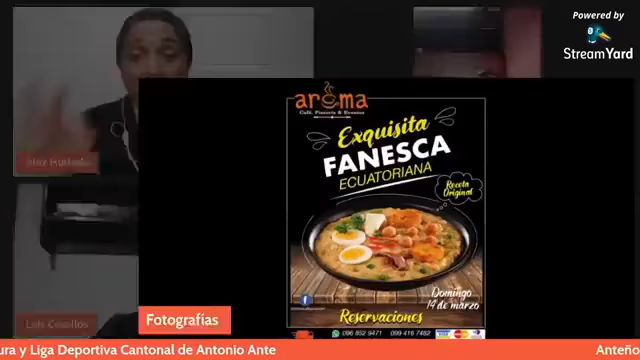 Powered by
StreamYard
aroma
Café, Pizzería & Eventos
Exquisita
FANESCA
ECUATORIANA
Receta
Original
Domingo
14 de marzo
Reservaciones
096 852 9471 099 416 7482
Fotografías
Luis Cevallos
ura y Liga Deportiva Cantonal de Antonio Ante
Anteño